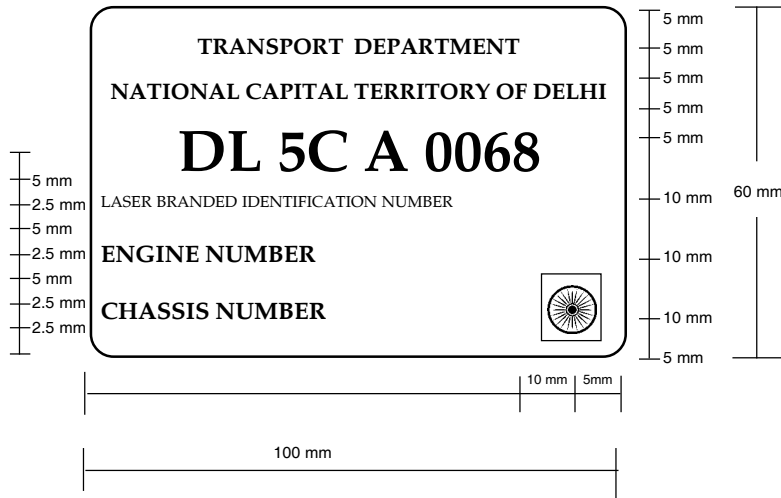 TRANSPORT DEPARTMENT
NATIONAL CAPITAL TERRITORY OF DELHI
DL 5C A 0068
LASER BRANDED IDENTIFICATION NUMBER
ENGINE NUMBER
CHASSIS NUMBER
5 mm
2.5 mm
5 mm
2.5 mm
5 mm
2.5 mm
2.5 mm
5 mm
5 mm
5 mm
5 mm
5 mm
10 mm
10 mm
10 mm
5 mm
60 mm
10 mm
5mm
100 mm